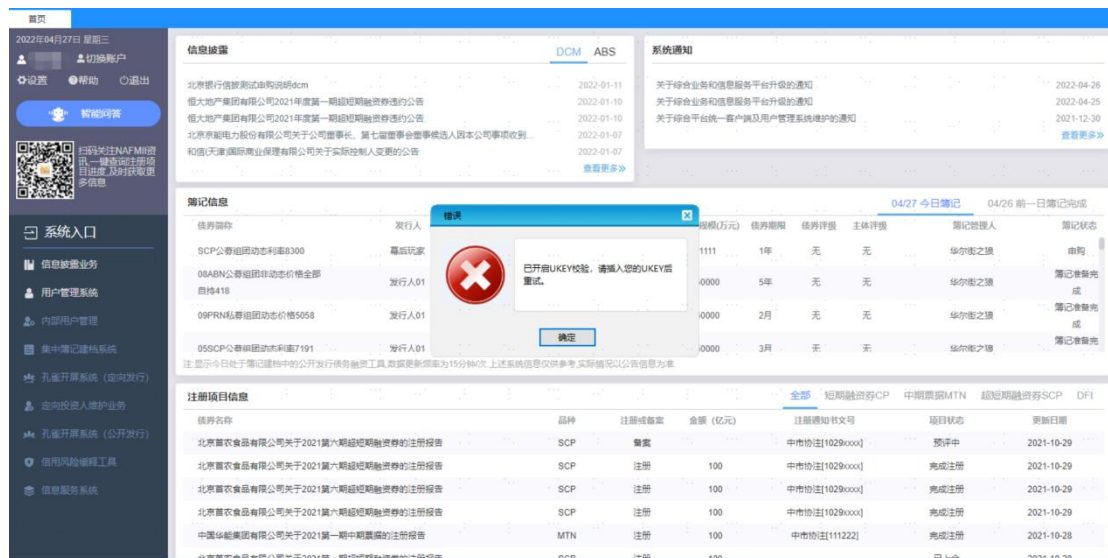 首页
2022年04月27日 星期三
切换账户
设置 帮助 退出
智能问答
扫码关注NAFMII资
讯,一键查询注册项
目进度,及时获取更
多信息
系统入口
信息披露业务
用户管理系统
内部用户管理
集中簿记建档系统
孔雀开屏系统（定向发行）
定向投资人维护业务
孔雀开屏系统（公开发行）
信用风险缓释工具
信息服务系统
信息披露 DCM ABS
北京银行信披测试由购说明dcm 2022-01-11
恒大地产集团有限公司2021年度第一期超短期融资券违约公告 2022-01-10
恒大地产集团有限公司2021年度第一期超短期融资券违约公告 2022-01-10
北京京能电力股份有限公司关于公司董事长、第七届董事会董事候选人因本公司事项收到... 2022-01-07
和信(天津)国际商业保理有限公司关于实际控制人变更的公告 2022-01-07
查看更多»
系统通知
关于综合业务和信息服务平台升级的通知 2022-04-26
关于综合业务和信息服务平台升级的通知 2022-04-25
关于综合平台统一客户端及用户管理系统维护的通知 2021-12-30
查看更多»
簿记信息 04/27 今日簿记 04/26 前一日簿记完成
债券简称 发行人 规模(万元) 债券期限 债券评级 主体评级 簿记管理人 簿记状态
SCP公募组团动态利率8300 幕后玩家 1111 1年 无 无 华尔街之狼 申购
08ABN公募组团非动态价格全部
自持418 发行人01 0000 5年 无 无 华尔街之狼 簿记准备完
成
09PRN私募组团动态价格5058 发行人01 0000 2月 无 无 华尔街之狼 簿记准备完
成
05SCP公募组团动态利率7191 发行人01 0000 3月 无 无 华尔街之狼 簿记准备完
注:显示今日处于簿记建档中的公开发行债务融资工具,数据更新频率为15分钟/次.上述系统信息仅供参考,实际情况以公告信息为准.
错误
已开启UKEY校验，请插入您的UKEY后
重试。
确定
注册项目信息 全部 短期融资券CP 中期票据MTN 超短期融资券SCP DFI
债券名称 品种 注册或备案 金额（亿元） 注册通知书文号 项目状态 更新日期
北京首农食品有限公司关于2021第六期超短期融资券的注册报告 SCP 备案 中市协注[1029xxxx] 预评中 2021-10-29
北京首农食品有限公司关于2021第六期超短期融资券的注册报告 SCP 注册 100 中市协注[1029xxxx] 完成注册 2021-10-29
北京首农食品有限公司关于2021第六期超短期融资券的注册报告 SCP 注册 100 中市协注[1029xxxx] 完成注册 2021-10-29
北京首农食品有限公司关于2021第六期超短期融资券的注册报告 SCP 注册 100 中市协注[1029xxxx] 完成注册 2021-10-29
中国华能集团有限公司关于2021第一期中期票据的注册报告 MTN 注册 100 中市协注[111222] 完成注册 2021-10-28